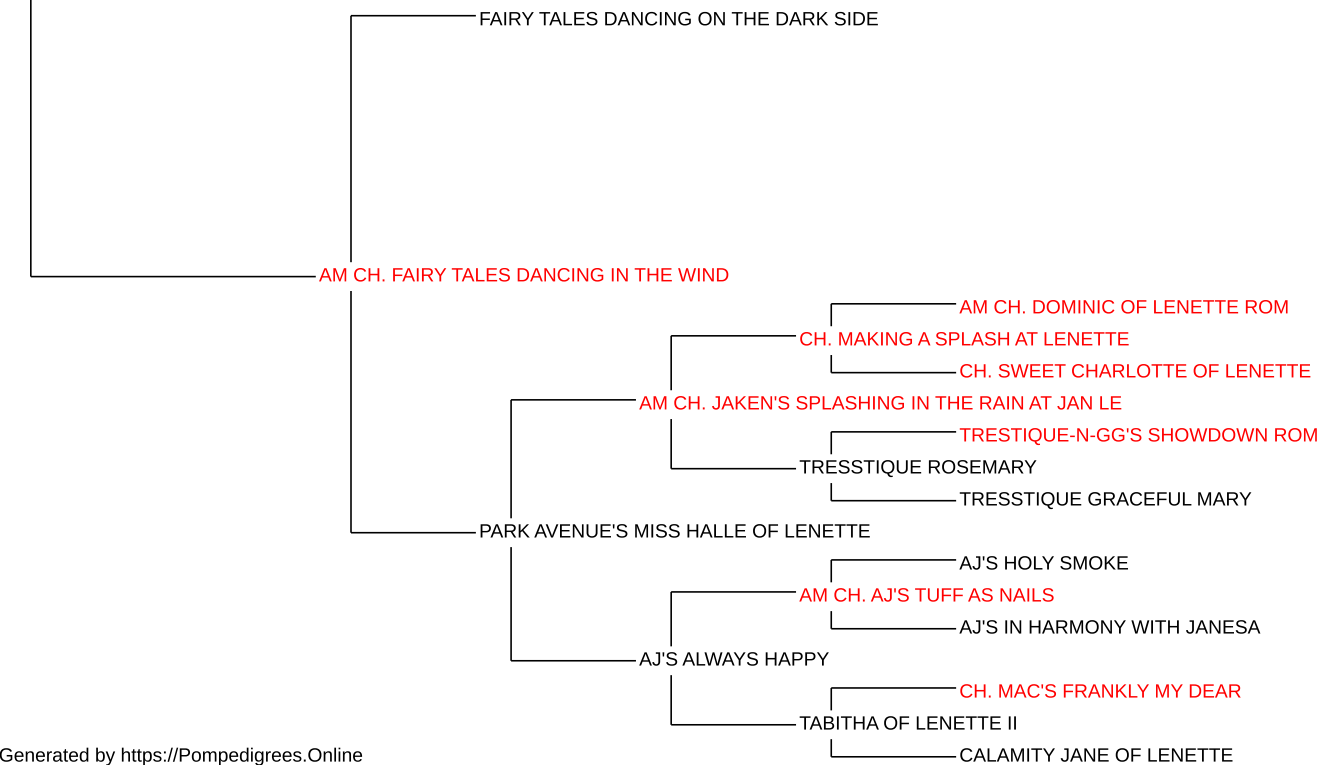 FAIRY TALES DANCING ON THE DARK SIDE
AM CH. FAIRY TALES DANCING IN THE WIND
AM CH. DOMINIC OF LENETTE ROM
CH. MAKING A SPLASH AT LENETTE
CH. SWEET CHARLOTTE OF LENETTE
AM CH. JAKEN'S SPLASHING IN THE RAIN AT JAN LE
TRESTIQUE-N-GG'S SHOWDOWN ROM
TRESSTIQUE ROSEMARY
TRESSTIQUE GRACEFUL MARY
PARK AVENUE'S MISS HALLE OF LENETTE
AJ'S HOLY SMOKE
AM CH. AJ'S TUFF AS NAILS
AJ'S IN HARMONY WITH JANESA
AJ'S ALWAYS HAPPY
CH. MAC'S FRANKLY MY DEAR
TABITHA OF LENETTE II
CALAMITY JANE OF LENETTE
Generated by https://Pompedigrees.Online